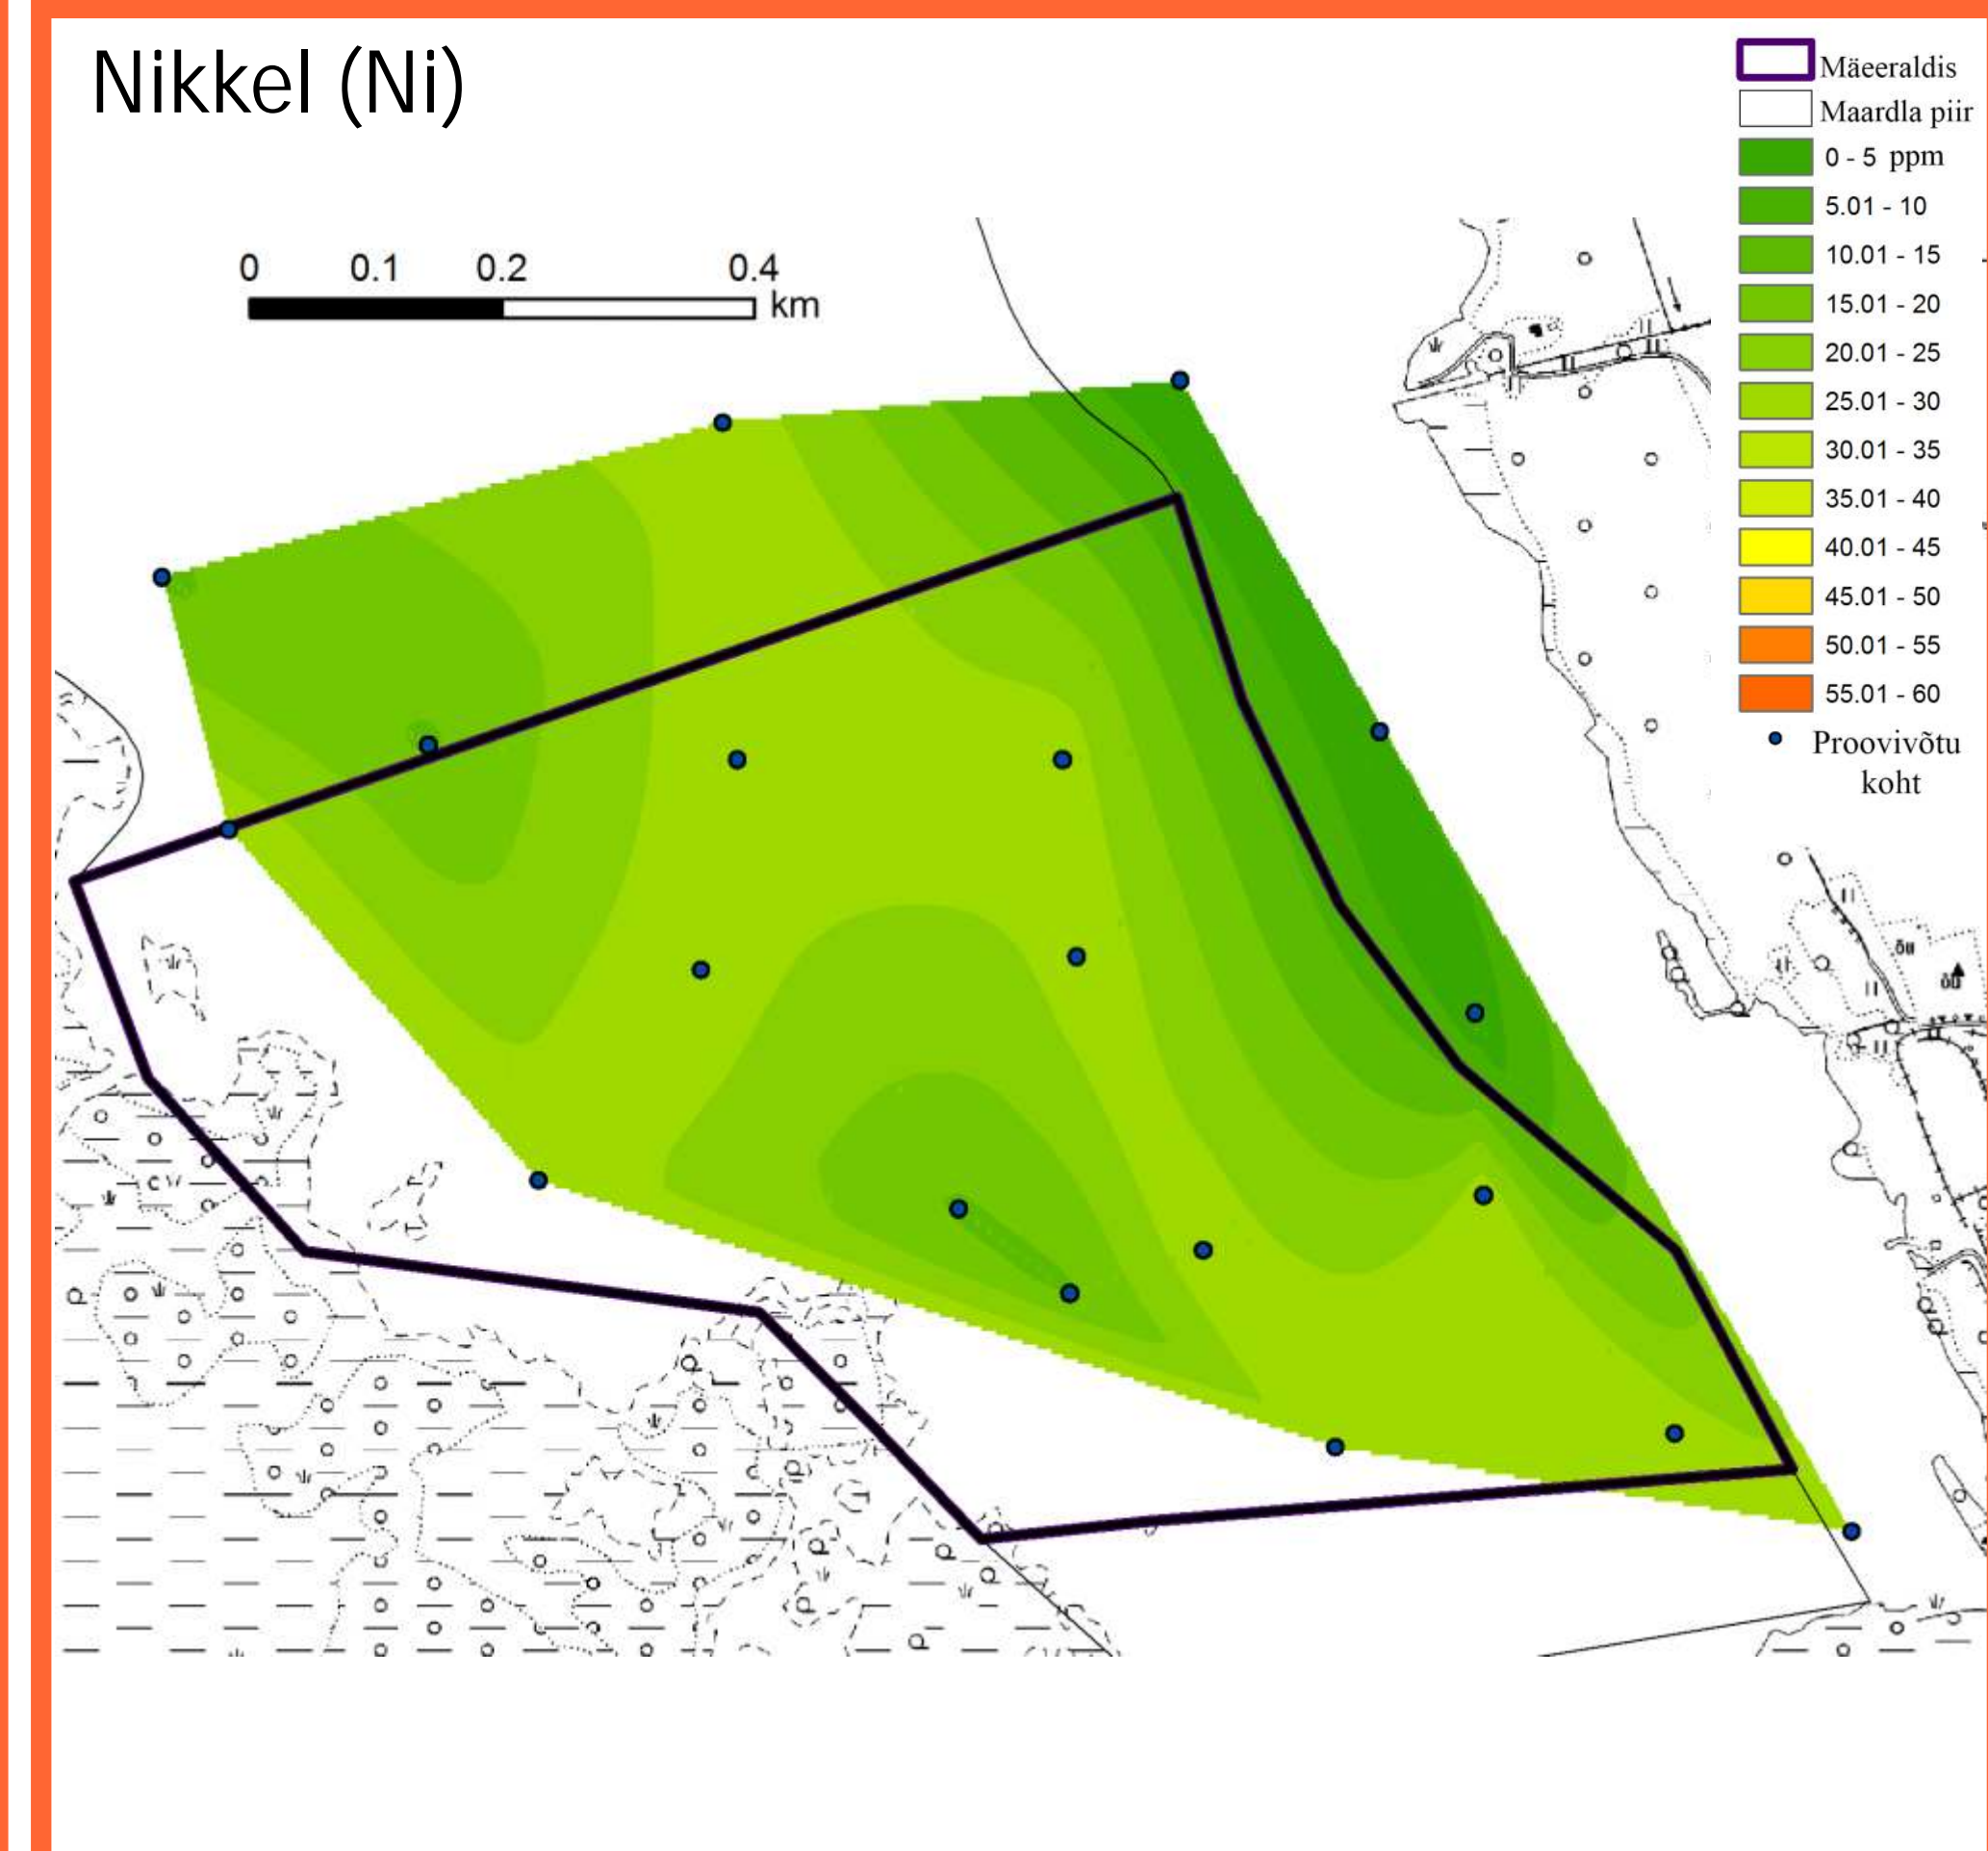 Nikkel (Ni)
0 0.1 0.2 0.4
km
Mäeeraldis
Maardla piir
0 - 5 ppm
5.01 - 10
10.01 - 15
15.01 - 20
20.01 - 25
25.01 - 30
30.01 - 35
35.01 - 40
40.01 - 45
45.01 - 50
50.01 - 55
55.01 - 60
Proovivõtu
koht
õu
õu